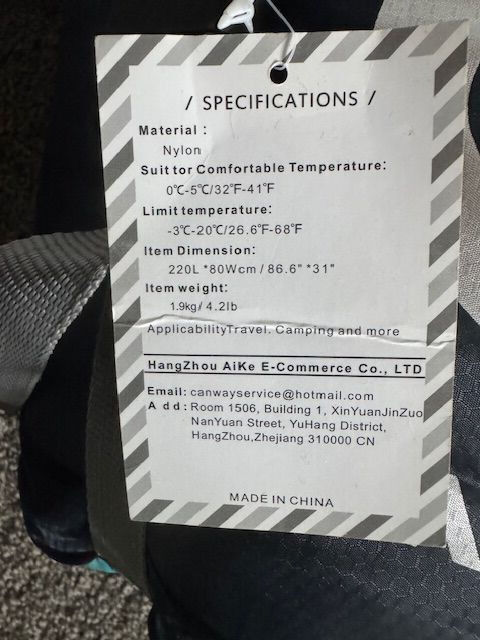 / SPECIFICATIONS /
Material :
Nylon
Suit tor Comfortable Temperature:
0℃-5℃/32℉-41℉
Limit temperature:
-3℃-20℃/26.6℉-68℉
Item Dimension:
220L *80Wcm / 86.6" *31"
Item weight:
1.9kg / 4.2lb
ApplicabilityTravel. Camping and more
HangZhou AiKe E-Commerce Co., LTD
Email: canwayservice@hotmail.com
Add: Room 1506, Building 1, XinYuanJinZuo
NanYuan Street, YuHang District,
HangZhou,Zhejiang 310000 CN
MADE IN CHINA